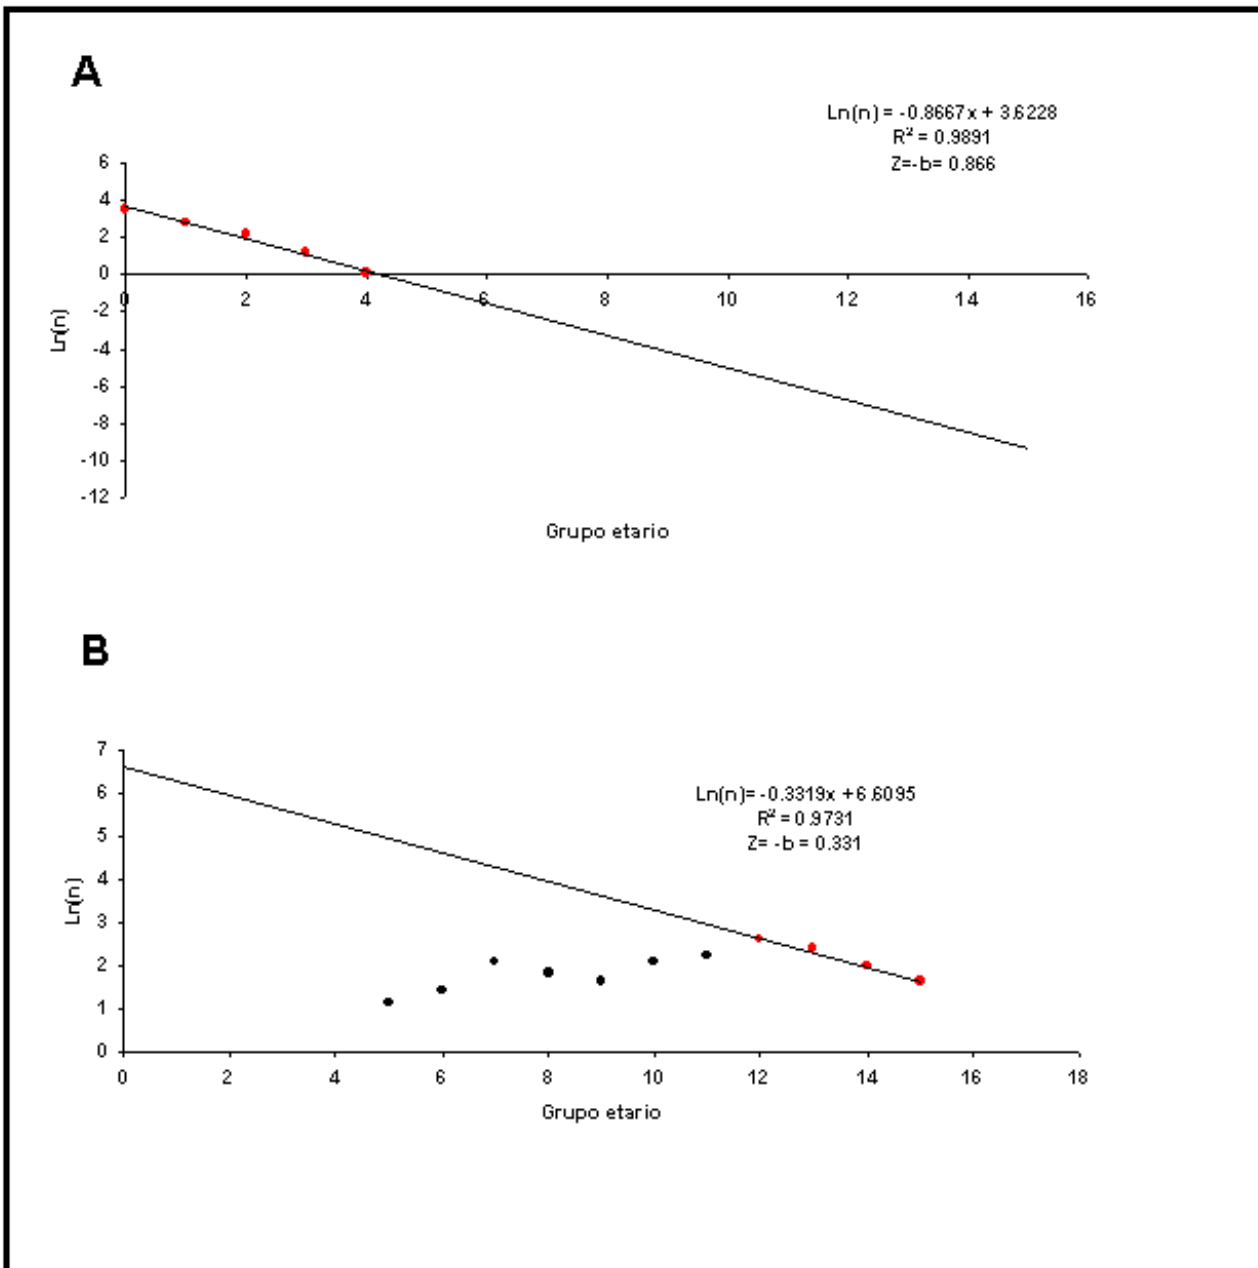 A
Ln(n) = -0.8667x + 3.6228
R² = 0.9891
Z=-b= 0.866
6
4
2
0
-2
-4
-6
-8
-10
-12
0 2 4 6 8 10 12 14 16
Ln(n)
Grupo etario
B
Ln(n)= -0.3319x + 6.6095
R² = 0.9731
Z= -b = 0.331
7
6
5
4
3
2
1
0
0 2 4 6 8 10 12 14 16 18
Ln(n)
Grupo etario